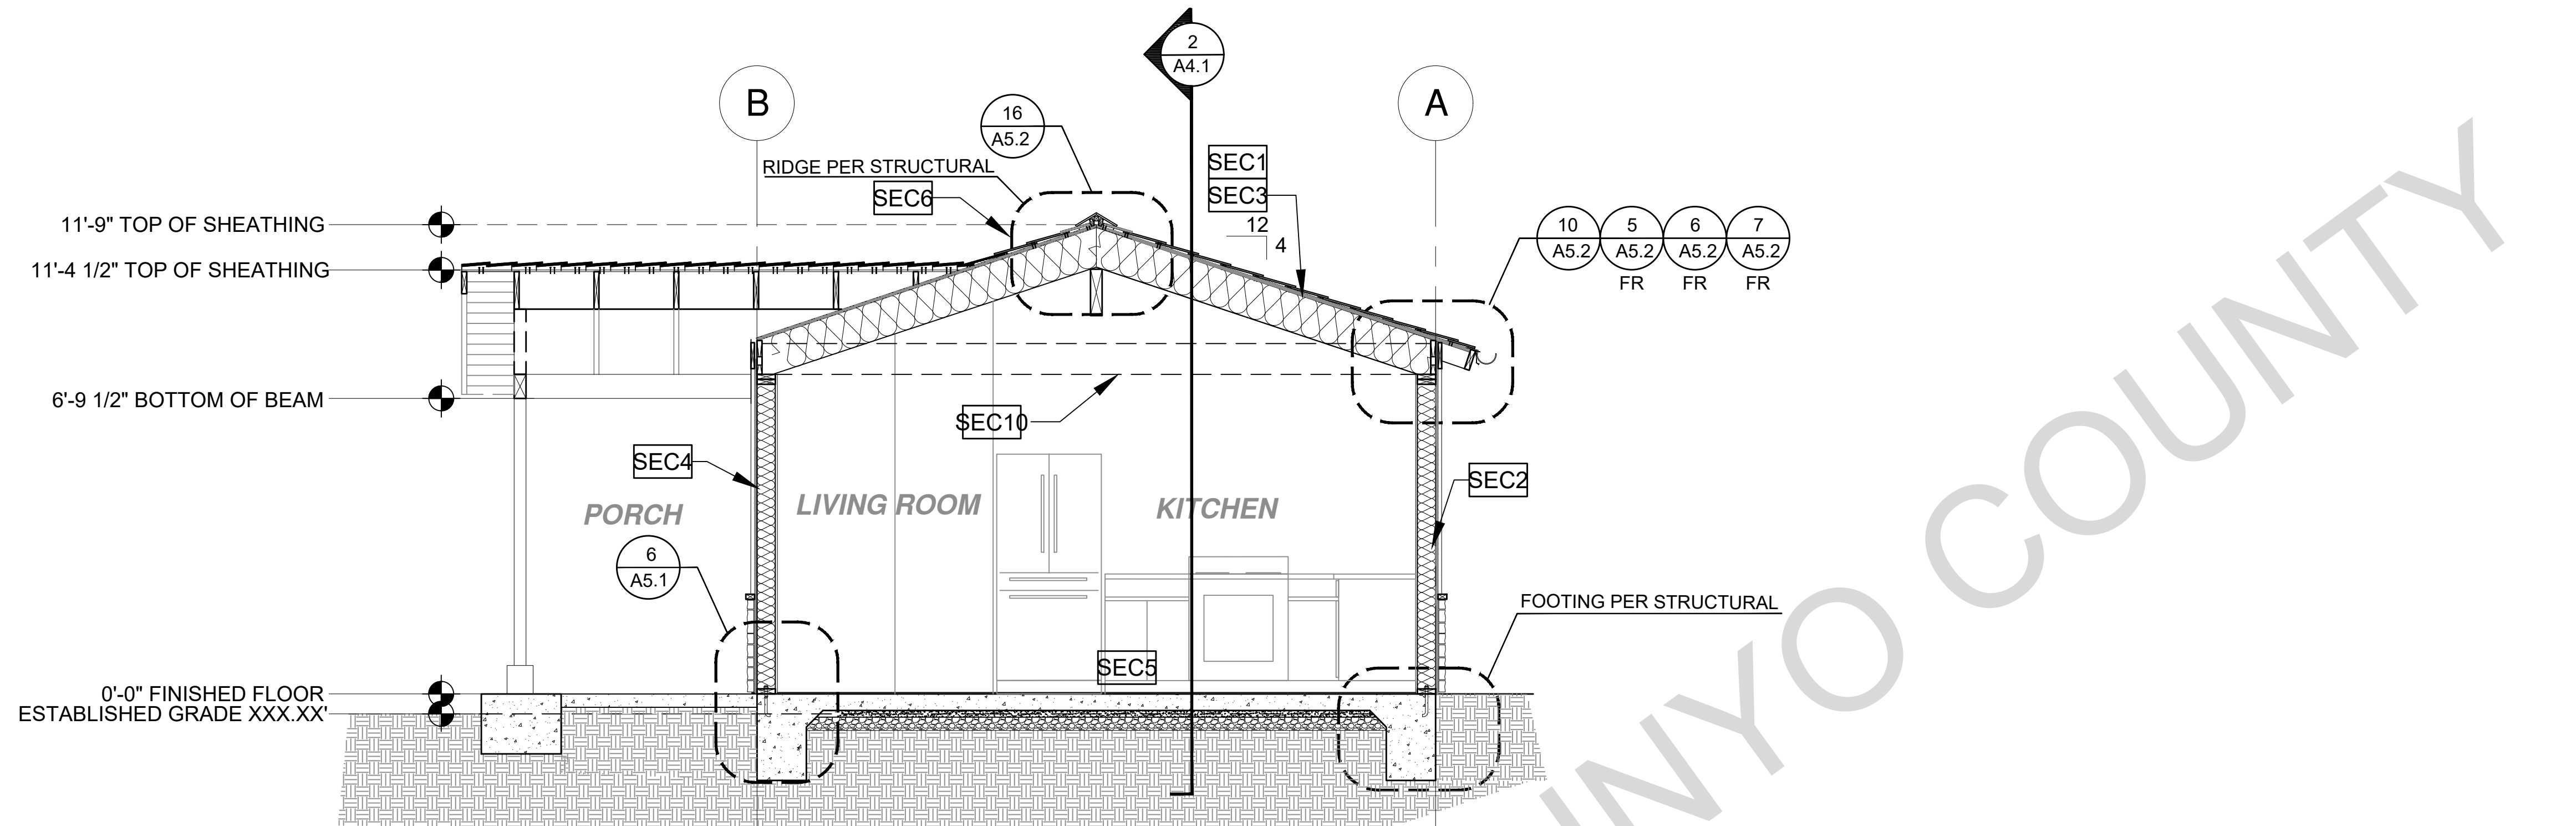 2
A4.1
B
A
16
A5.2
RIDGE PER STRUCTURAL
SEC6
SEC1
SEC3
12
4
11'-9" TOP OF SHEATHING
11'-4 1/2" TOP OF SHEATHING
10
A5.2
5
A5.2
FR
6
A5.2
FR
7
A5.2
FR
6'-9 1/2" BOTTOM OF BEAM
SEC10
SEC4
SEC2
PORCH
LIVING ROOM
KITCHEN
6
A5.1
FOOTING PER STRUCTURAL
SEC5
0'-0" FINISHED FLOOR
ESTABLISHED GRADE XXX.XX'
NYO COUNTY